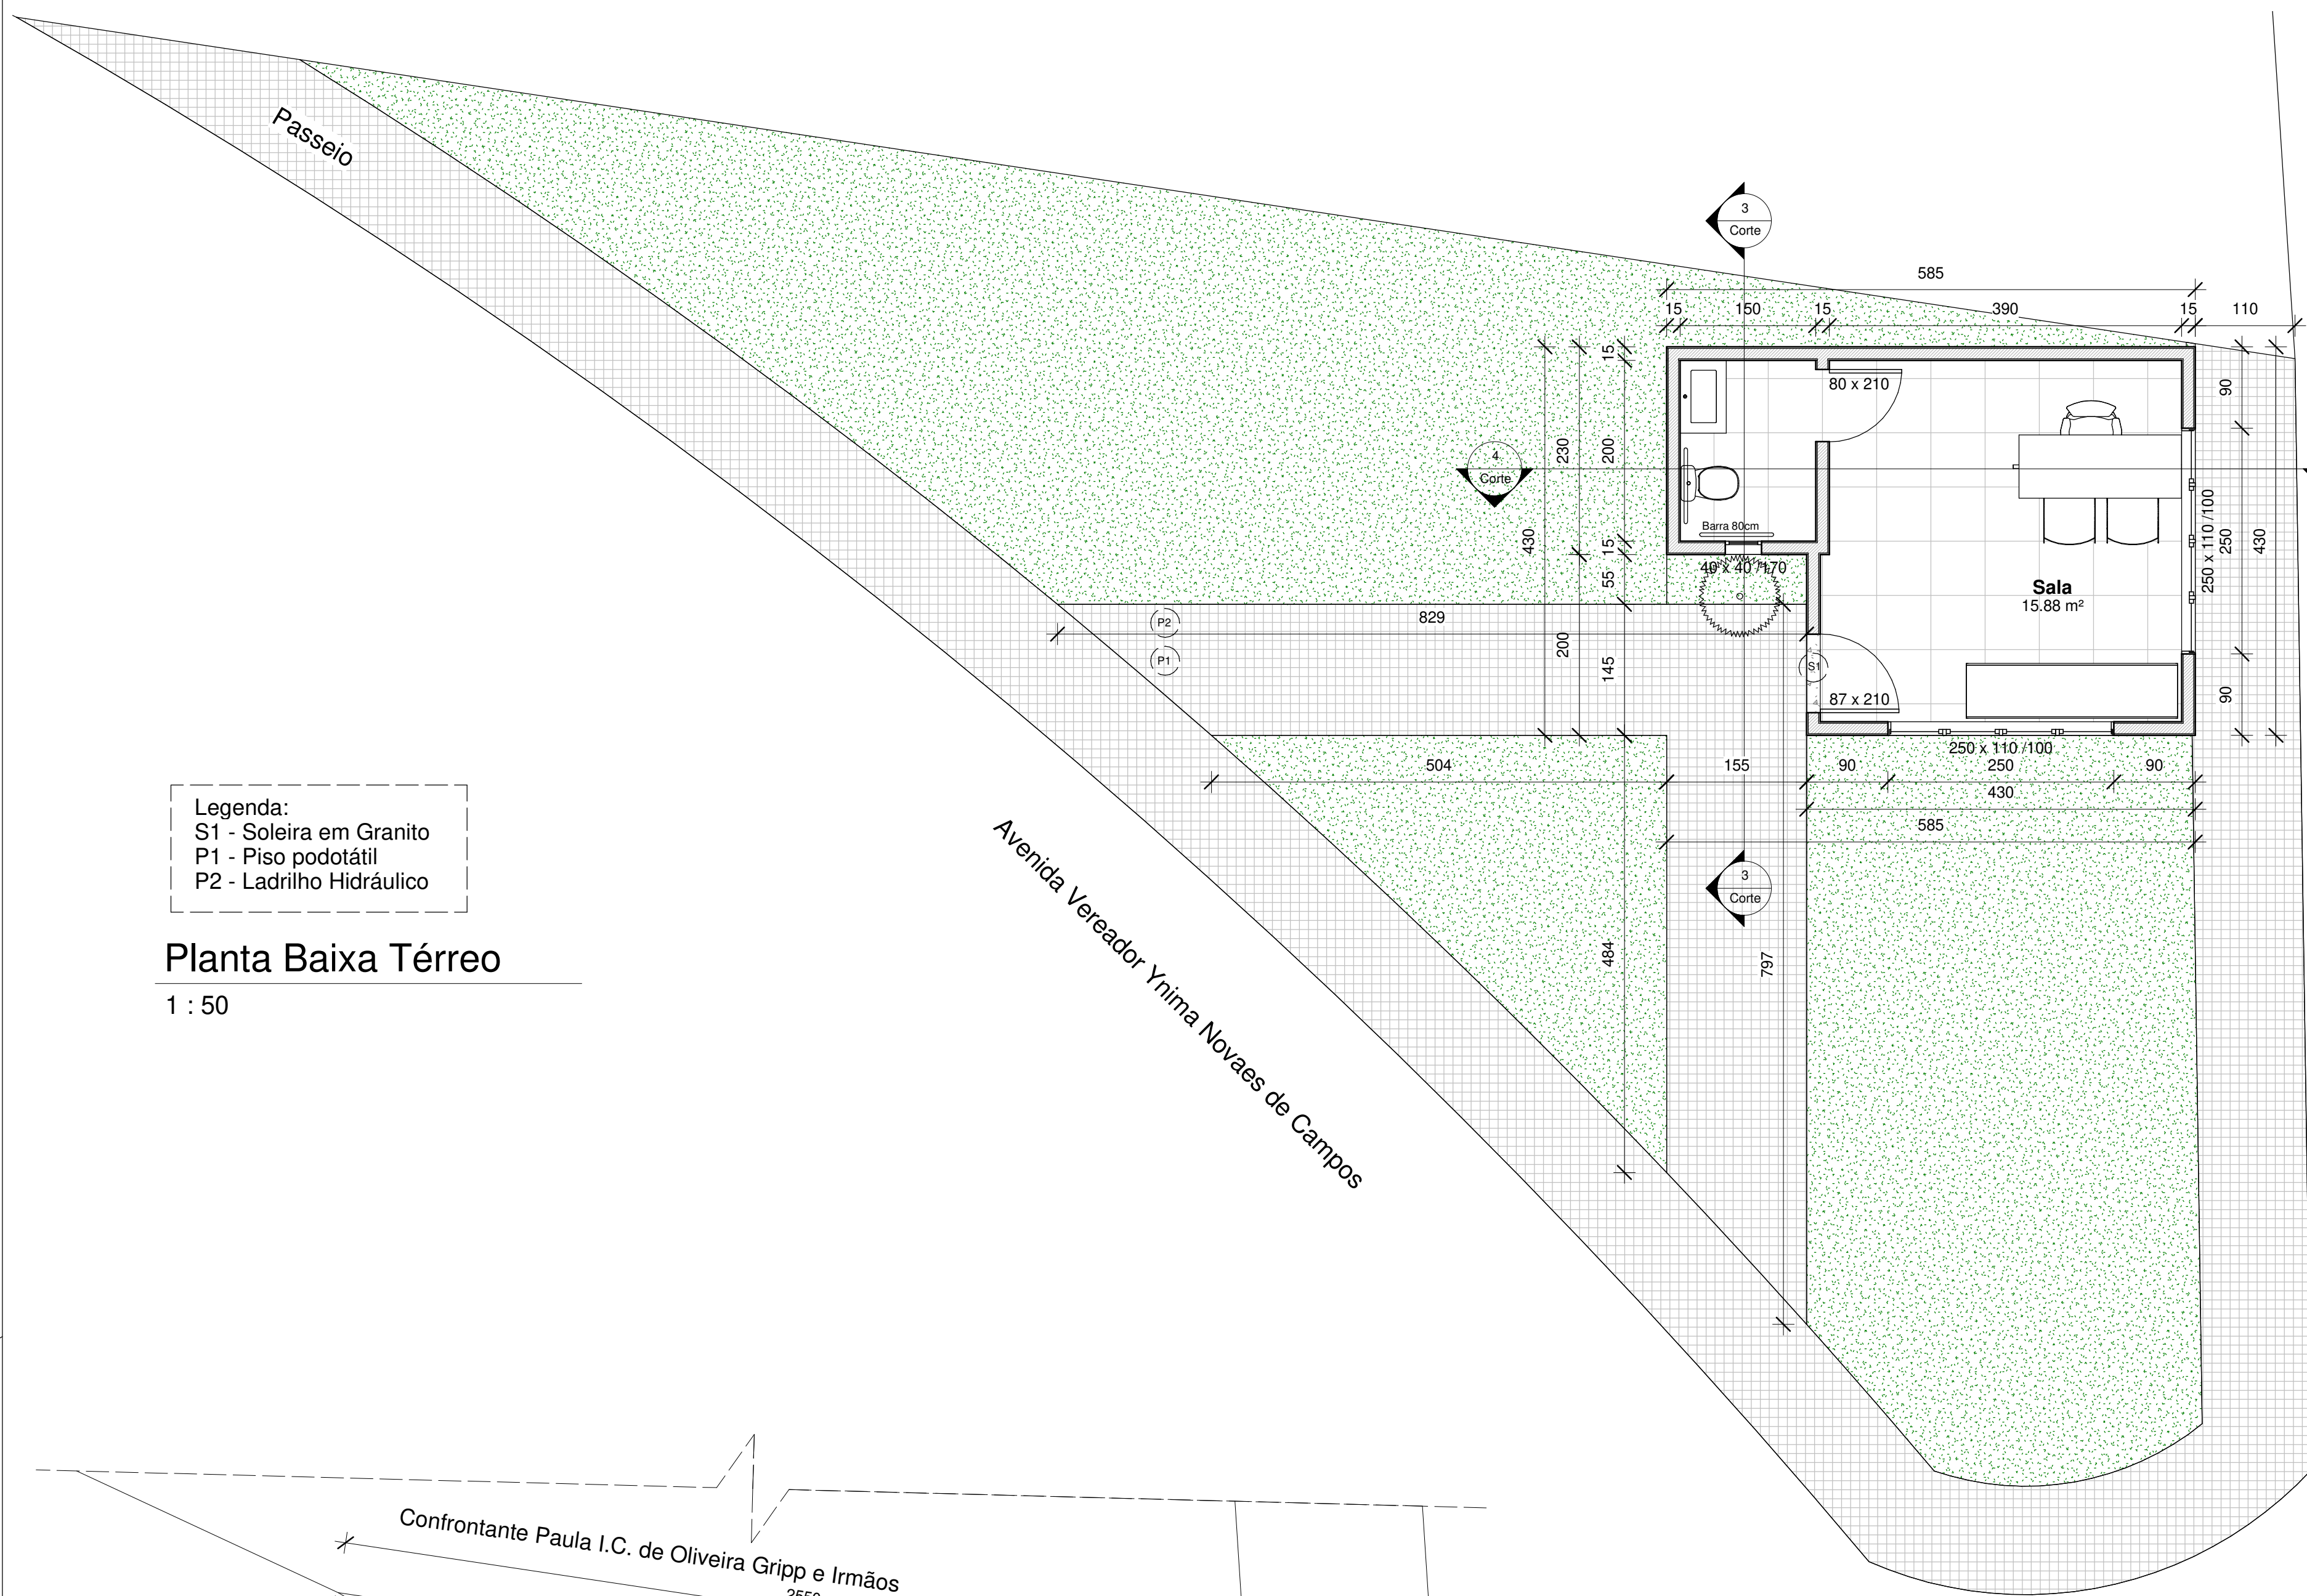 Passeio
3
Corte
585
15
150
15
390
15
110
15
80 x 210
90
230
200
4
Corte
430
Barra 80cm
15
40 x 40 /170
55
250 x 110 /100
250
430
Sala
15.88 m²
P2
829
P1
200
145
S1
87 x 210
90
250 x 110 /100
504
155
90
250
90
430
585
Legenda:
S1 - Soleira em Granito
P1 - Piso podotátil
P2 - Ladrilho Hidráulico
Avenida Vereador Ynima Novaes de Campos
3
Corte
484
797
Planta Baixa Térreo
1 : 50
Confrontante Paula I.C. de Oliveira Gripp e Irmãos